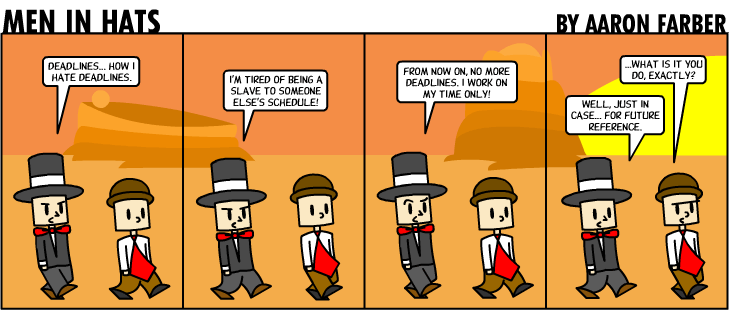 MEN IN HATS
BY AARON FARBER
DEADLINES... HOW I
HATE DEADLINES.
I'M TIRED OF BEING A
SLAVE TO SOMEONE
ELSE'S SCHEDULE!
FROM NOW ON, NO MORE
DEADLINES. I WORK ON
MY TIME ONLY!
...WHAT IS IT YOU
DO, EXACTLY?
WELL, JUST IN
CASE... FOR FUTURE
REFERENCE.